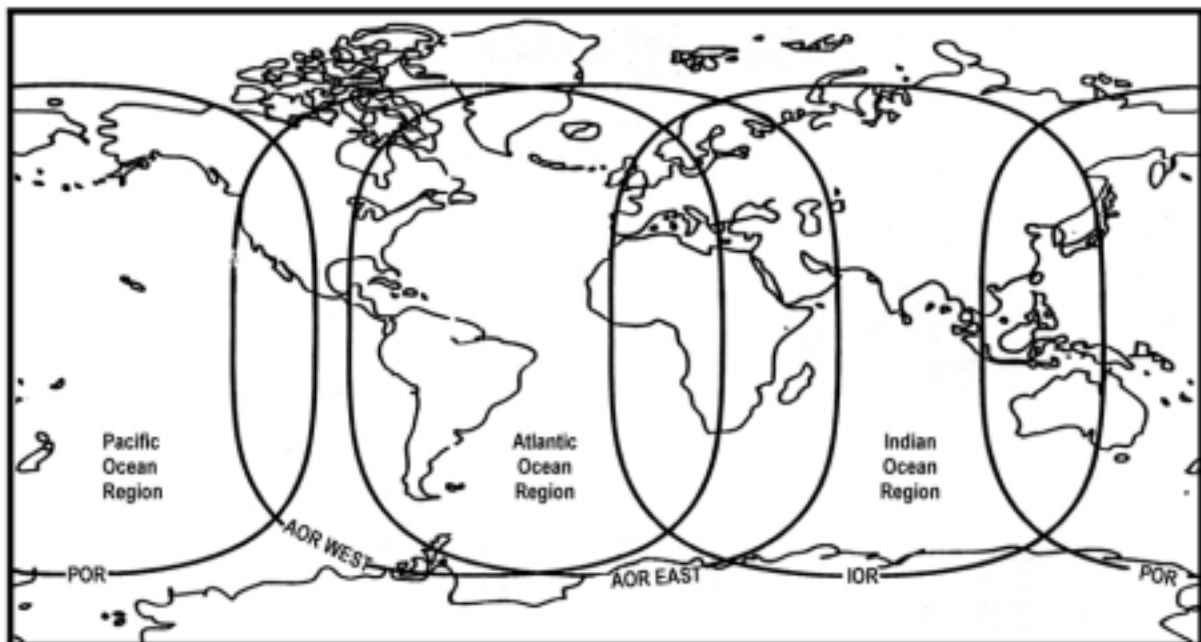 Pacific
Ocean
Region
Atlantic
Ocean
Region
Indian
Ocean
Region
POR
AOR WEST
AOR EAST
IOR
POR